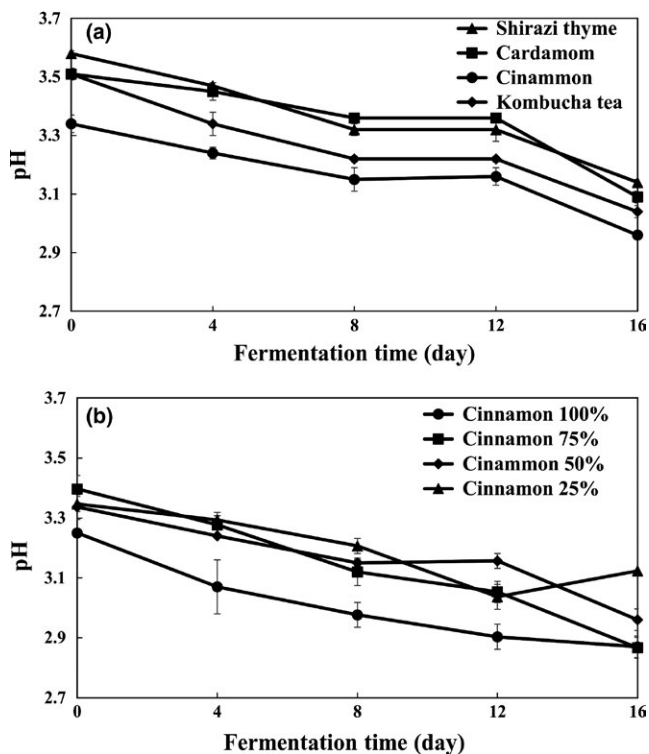 (a)
Shirazi thyme
Cardamom
Cinammon
Kombucha tea
3.7
3.5
3.3
3.1
2.9
2.7
pH
0
4
8
12
16
Fermentation time (day)
(b)
Cinnamon 100%
Cinnamon 75%
Cinammon 50%
Cinnamon 25%
3.7
3.5
3.3
3.1
2.9
2.7
pH
0
4
8
12
16
Fermentation time (day)